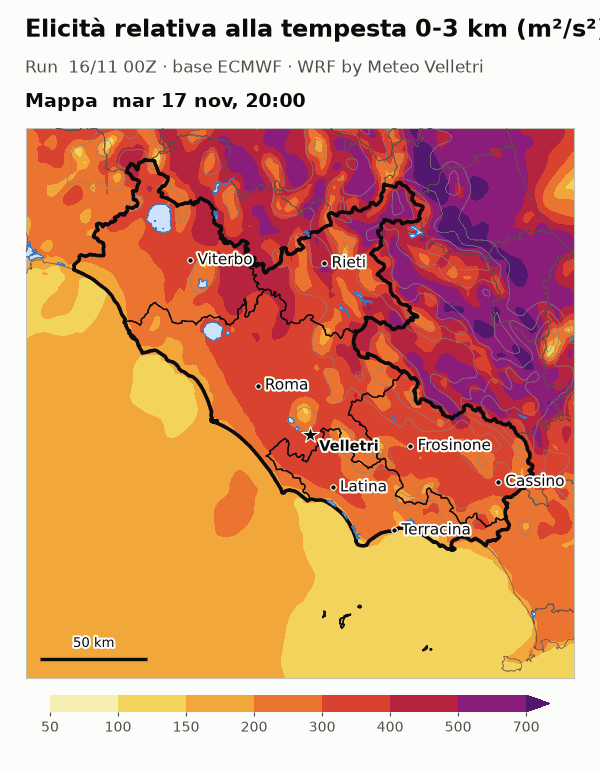 Elicità relativa alla tempesta 0-3 km (m²/s²)
Run  16/11 00Z · base ECMWF · WRF by Meteo Velletri
Mappa  mar 17 nov, 20:00
Viterbo
Rieti
Roma
Velletri
Frosinone
Cassino
Latina
Terracina
50 km
50 100 150 200 300 400 500 700